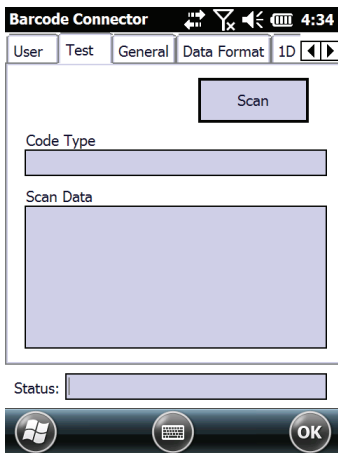 Barcode Connector 4:34
User Test General Data Format 1D
Scan
Code Type
Scan Data
Status:
OK